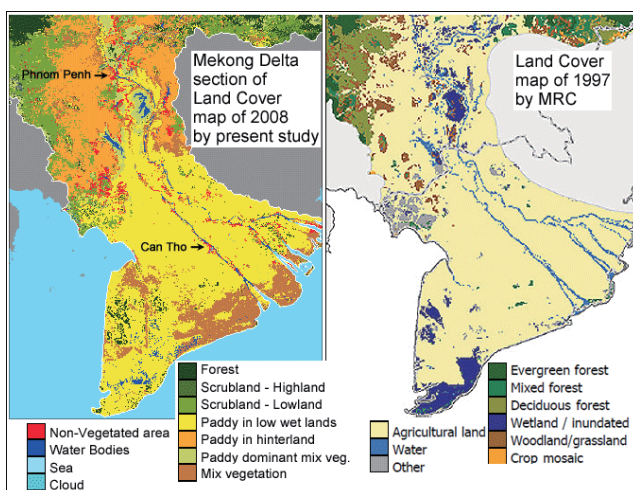 Mekong Delta
section of
Land Cover
map of 2008
by present study
Phnom Penh
Can Tho
Forest
Scrubland - Highland
Scrubland - Lowland
Paddy in low wet lands
Paddy in hinterland
Paddy dominant mix veg.
Mix vegetation
Non-Vegetated area
Water Bodies
Sea
Cloud
Land Cover
map of 1997
by MRC
Agricultural land
Water
Other
Evergreen forest
Mixed forest
Deciduous forest
Wetland / inundated
Woodland/grassland
Crop mosaic